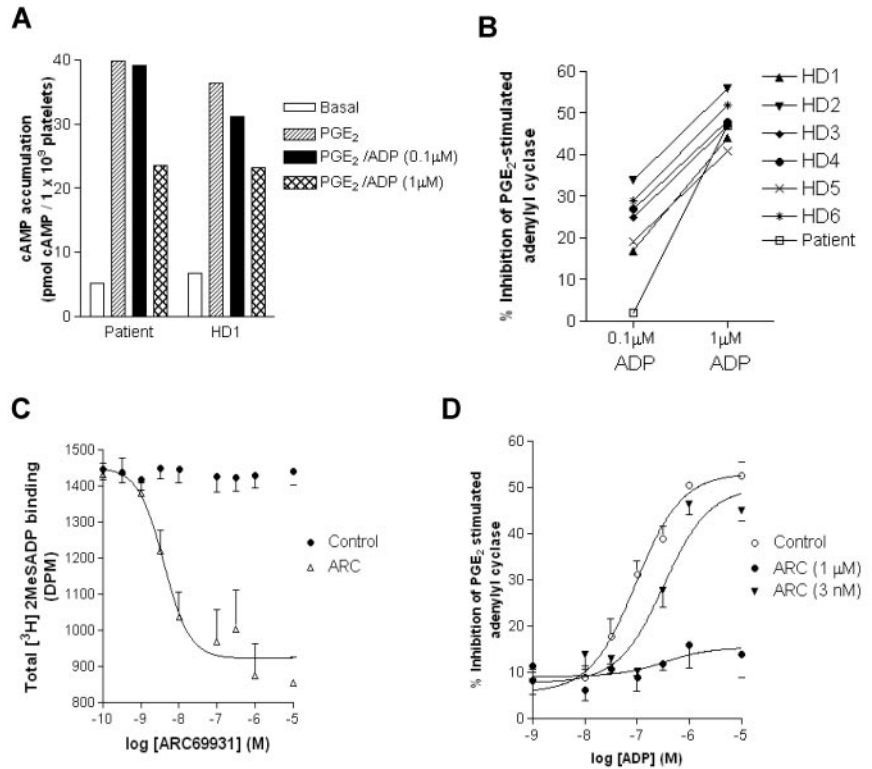 A
cAMP accumulation
(pmol cAMP / 1 x 10⁹ platelets)
40
30
20
10
0
Patient
HD1
Basal
PGE₂
PGE₂ /ADP (0.1µM)
PGE₂ /ADP (1µM)
B
% Inhibition of PGE₂-stimulated
adenylyl cyclase
60
50
40
30
20
10
0
0.1µM
ADP
1µM
ADP
HD1
HD2
HD3
HD4
HD5
HD6
Patient
C
Total [³H] 2MeSADP binding
(DPM)
1500
1400
1300
1200
1100
1000
900
800
-10
-9
-8
-7
-6
-5
log [ARC69931] (M)
Control
ARC
D
% Inhibition of PGE₂ stimulated
adenylyl cyclase
60
50
40
30
20
10
0
-9
-8
-7
-6
-5
log [ADP] (M)
Control
ARC (1 µM)
ARC (3 nM)